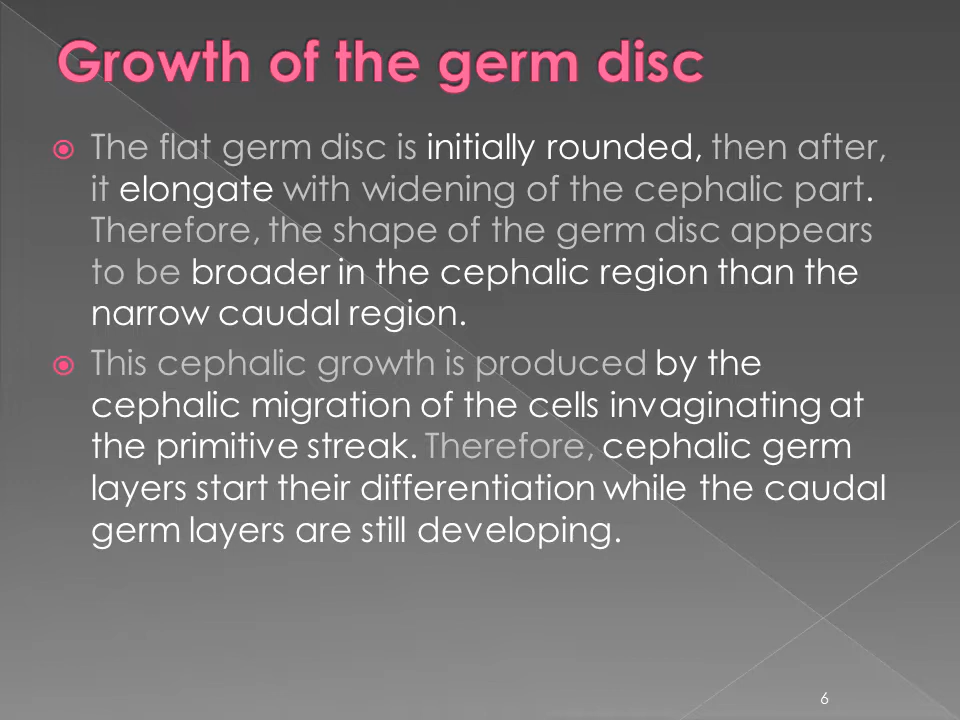 Growth of the germ disc
The flat germ disc is initially rounded, then after,
it elongate with widening of the cephalic part.
Therefore, the shape of the germ disc appears
to be broader in the cephalic region than the
narrow caudal region.
This cephalic growth is produced by the
cephalic migration of the cells invaginating at
the primitive streak. Therefore, cephalic germ
layers start their differentiation while the caudal
germ layers are still developing.
6